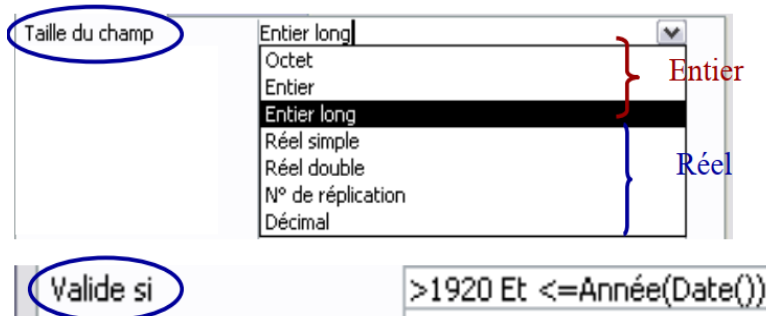 Taille du champ Entier long
Octet
Entier
Entier
Entier long
Réel simple
Réel double
Réel
N° de réplication
Décimal
Valide si >1920 Et <=Année(Date())